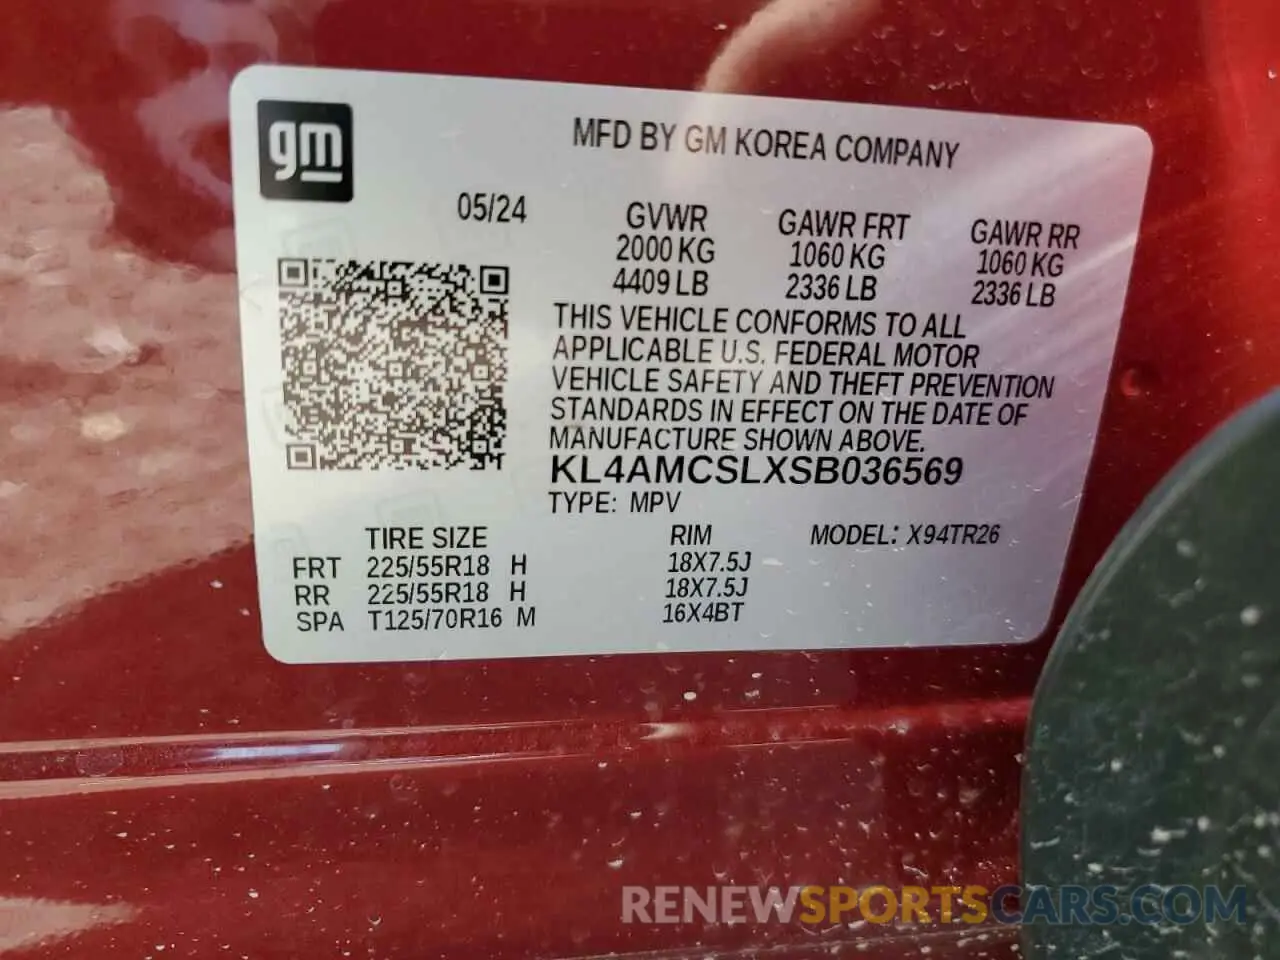 gm
MFD BY GM KOREA COMPANY
05/24
GVWR GAWR FRT GAWR RR
2000 KG 1060 KG 1060 KG
4409 LB 2336 LB 2336 LB
THIS VEHICLE CONFORMS TO ALL
APPLICABLE U.S. FEDERAL MOTOR
VEHICLE SAFETY AND THEFT PREVENTION
STANDARDS IN EFFECT ON THE DATE OF
MANUFACTURE SHOWN ABOVE.
KL4AMCSLXSB036569
TYPE: MPV
TIRE SIZE RIM MODEL: X94TR26
FRT 225/55R18 H 18X7.5J
RR 225/55R18 H 18X7.5J
SPA T125/70R16 M 16X4BT
RENEWSPORTSCARS.COM